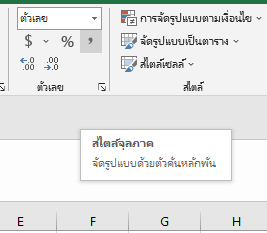 ตัวเลข
การจัดรูปแบบตามเงื่อนไข
$ % ,
จัดรูปแบบเป็นตาราง
←.0 .00
.00 →.0
สไตล์เซลล์
ตัวเลข
สไตล์
สไตล์จุลภาค
จัดรูปแบบด้วยตัวคั่นหลักพัน
E F G H